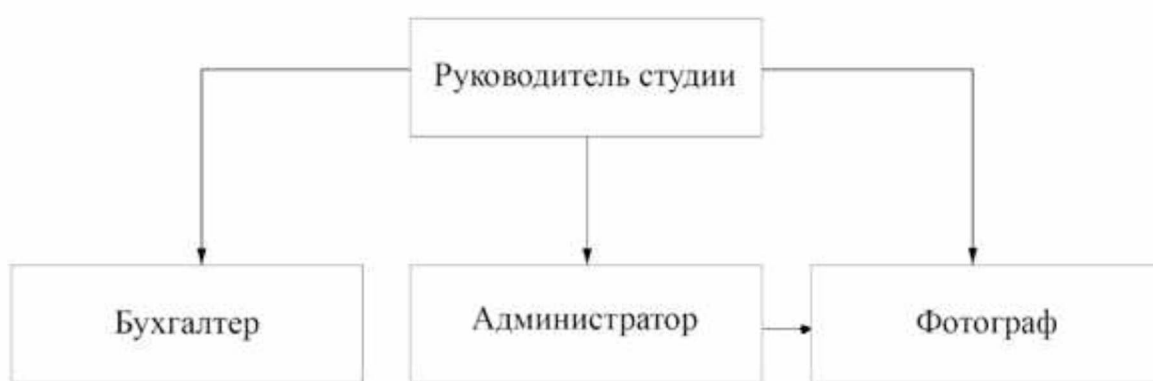 Руководитель студии
Бухгалтер
Администратор
Фотограф